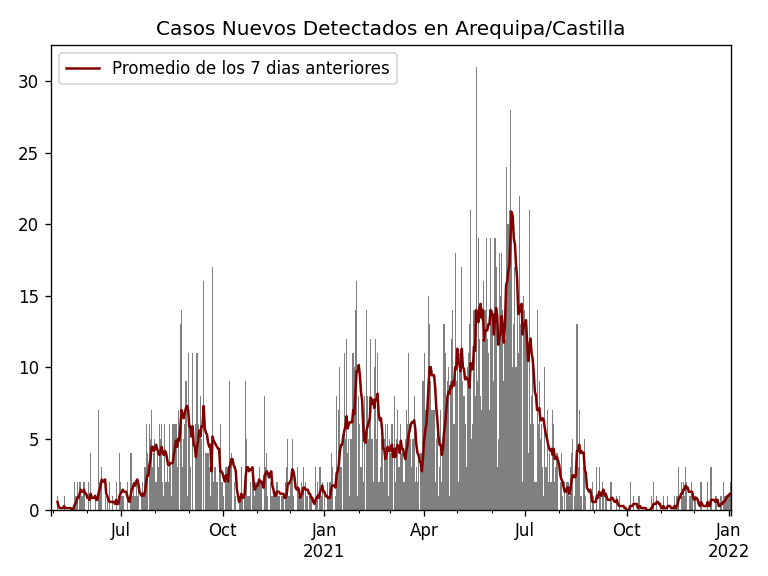 Casos Nuevos Detectados en Arequipa/Castilla
Promedio de los 7 dias anteriores
30
25
20
15
10
5
0
Jul
Oct
Jan
2021
Apr
Jul
Oct
Jan
2022